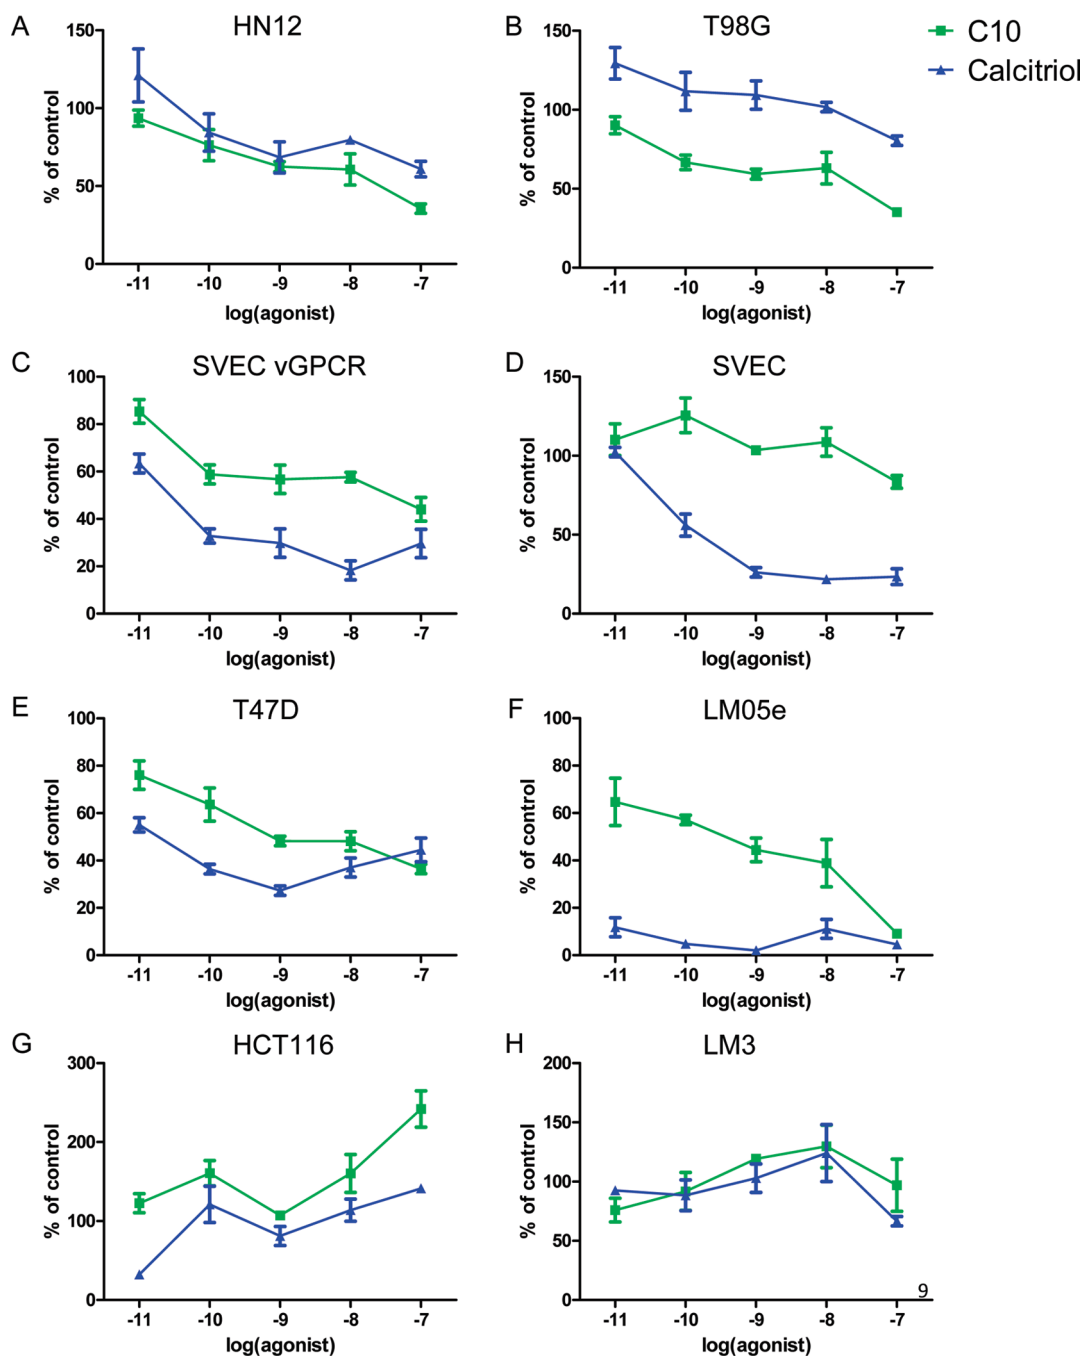 A
HN12
150
100
50
0
% of control
-11 -10 -9 -8 -7
log(agonist)
B
T98G
150
100
50
0
% of control
-11 -10 -9 -8 -7
log(agonist)
C10
Calcitriol
C
SVEC vGPCR
100
80
60
40
20
0
% of control
-11 -10 -9 -8 -7
log(agonist)
D
SVEC
150
100
50
0
% of control
-11 -10 -9 -8 -7
log(agonist)
E
T47D
100
80
60
40
20
0
% of control
-11 -10 -9 -8 -7
log(agonist)
F
LM05e
100
80
60
40
20
0
% of control
-11 -10 -9 -8 -7
log(agonist)
G
HCT116
300
200
100
0
% of control
-11 -10 -9 -8 -7
log(agonist)
H
LM3
200
150
100
50
0
% of control
-11 -10 -9 -8 -7
log(agonist)
9